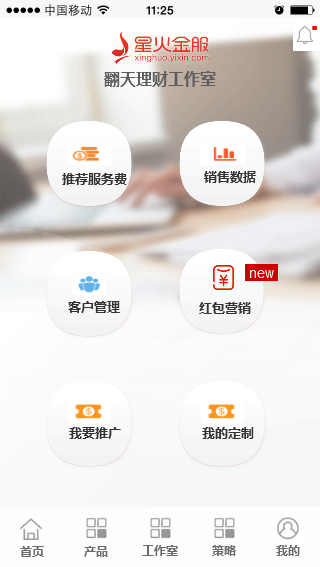 中国移动 11:25
星火金服
xinghuo.yixin.com
翻天理财工作室
推荐服务费 销售数据
new
客户管理 红包营销
我要推广 我的定制
首页 产品 工作室 策略 我的